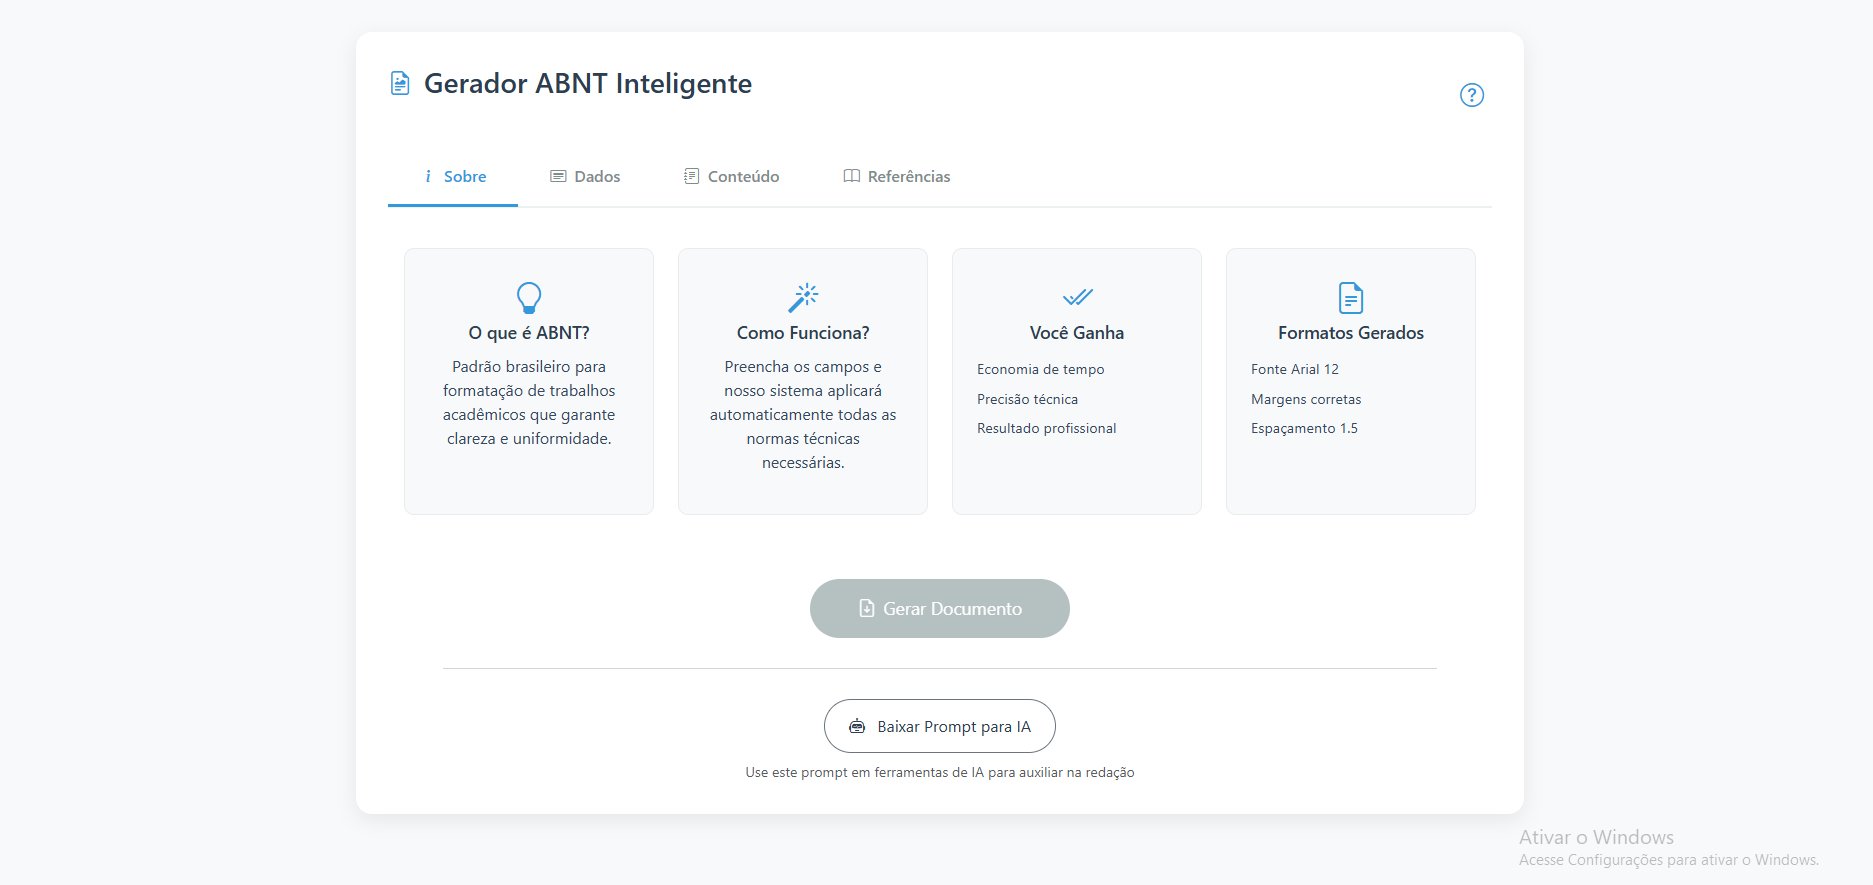 Gerador ABNT Inteligente
?
i Sobre
Dados
Conteúdo
Referências
O que é ABNT?
Padrão brasileiro para
formatação de trabalhos
acadêmicos que garante
clareza e uniformidade.
Como Funciona?
Preencha os campos e
nosso sistema aplicará
automaticamente todas as
normas técnicas
necessárias.
Você Ganha
Economia de tempo
Precisão técnica
Resultado profissional
Formatos Gerados
Fonte Arial 12
Margens corretas
Espaçamento 1.5
Gerar Documento
Baixar Prompt para IA
Use este prompt em ferramentas de IA para auxiliar na redação
Ativar o Windows
Acesse Configurações para ativar o Windows.